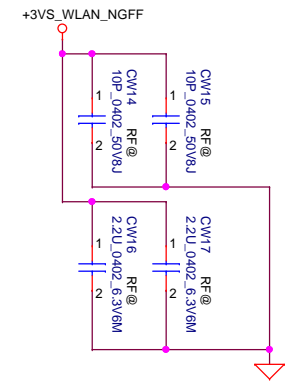 +3VS_WLAN_NGFF
CW14
10P_0402_50V8J
RF@
1
2
CW15
10P_0402_50V8J
RF@
1
2
CW16
2.2U_0402_6.3V6M
RF@
1
2
CW17
2.2U_0402_6.3V6M
RF@
1
2